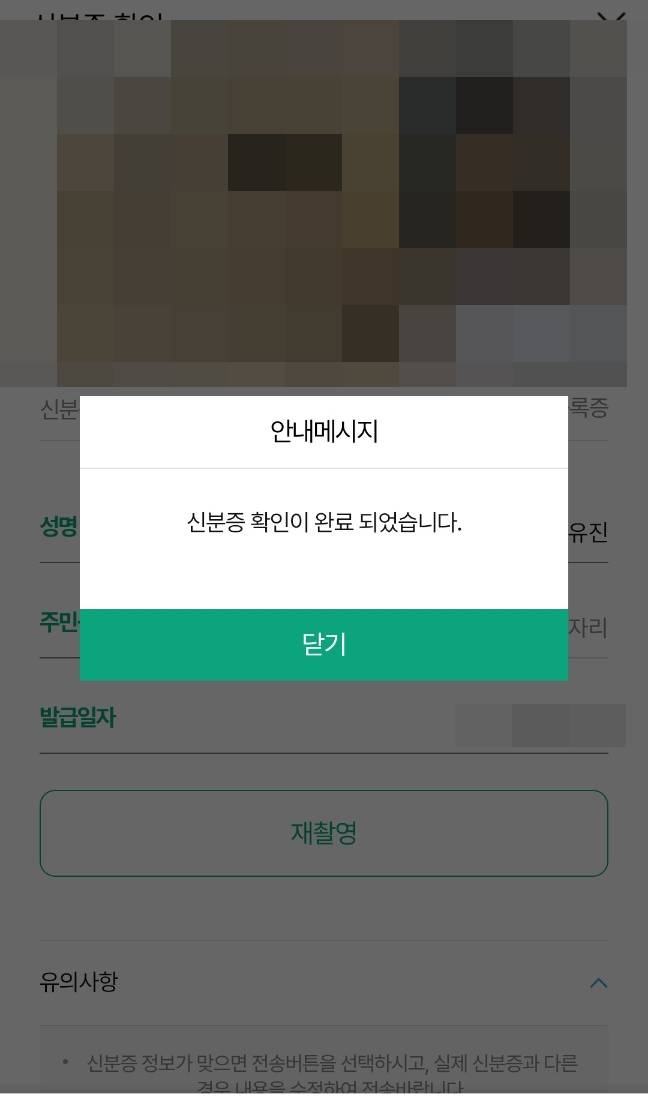 신분증 확인
신분
록증
안내메시지
신분증 확인이 완료 되었습니다.
성명
유진
닫기
주민
자리
발급일자
재촬영
유의사항
• 신분증 정보가 맞으면 전송버튼을 선택하시고, 실제 신분증과 다른
경우 내용을 수정하여 전송바랍니다